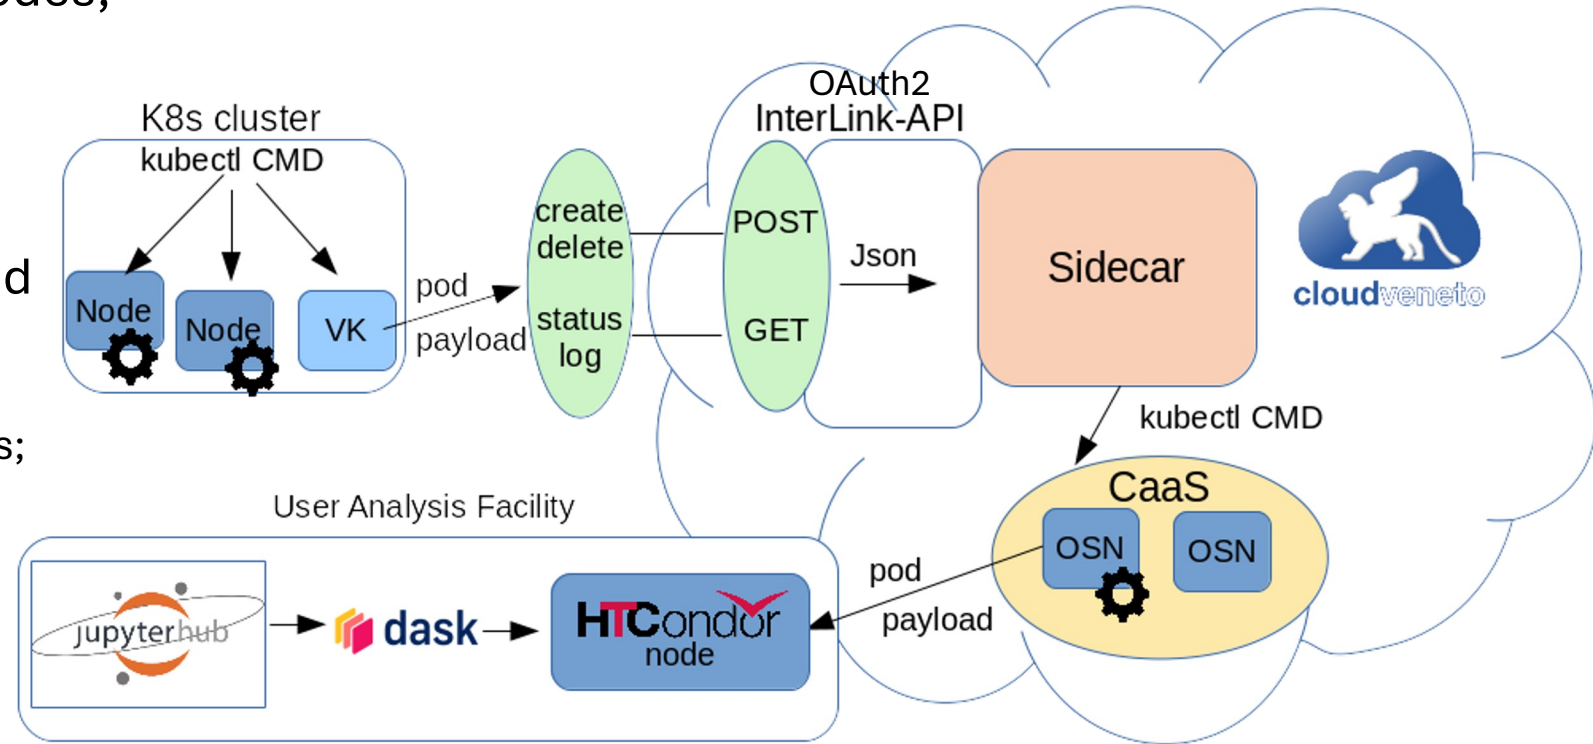 d
s;
K8s cluster
kubectl CMD
Node
Node
VK
pod
payload
create
delete
status
log
OAuth2
InterLink-API
POST
GET
Json
Sidecar
cloudveneto
kubectl CMD
CaaS
OSN
OSN
pod
payload
User Analysis Facility
jupyterhub
dask
HTCondor
node